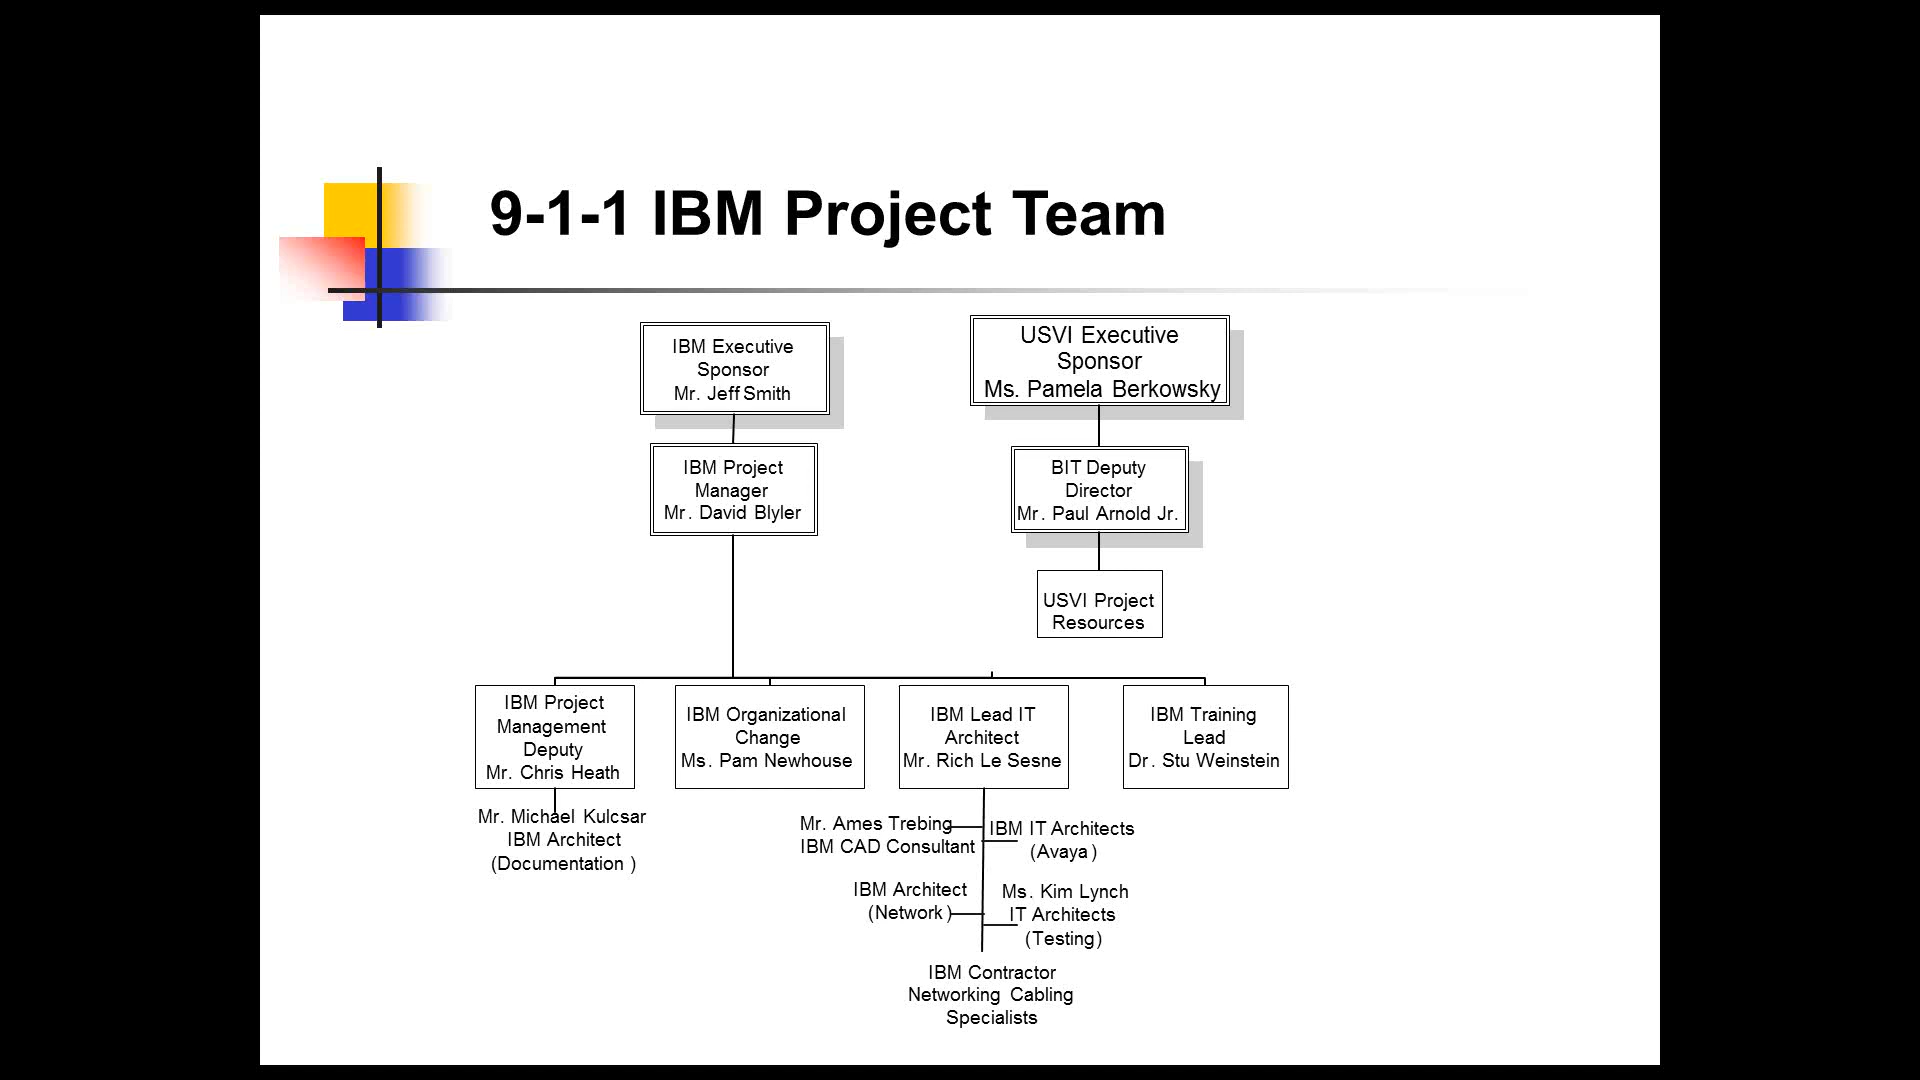 9-1-1 IBM Project Team
IBM Executive
Sponsor
Mr. Jeff Smith
USVI Executive
Sponsor
Ms. Pamela Berkowsky
IBM Project
Manager
Mr. David Blyler
BIT Deputy
Director
Mr. Paul Arnold Jr.
USVI Project
Resources
IBM Project
Management
Deputy
Mr. Chris Heath
IBM Organizational
Change
Ms. Pam Newhouse
IBM Lead IT
Architect
Mr. Rich Le Sesne
IBM Training
Lead
Dr. Stu Weinstein
Mr. Michael Kulcsar
IBM Architect
(Documentation )
Mr. Ames Trebing
IBM CAD Consultant
IBM IT Architects
(Avaya )
IBM Architect
(Network )
Ms. Kim Lynch
IT Architects
(Testing)
IBM Contractor
Networking Cabling
Specialists